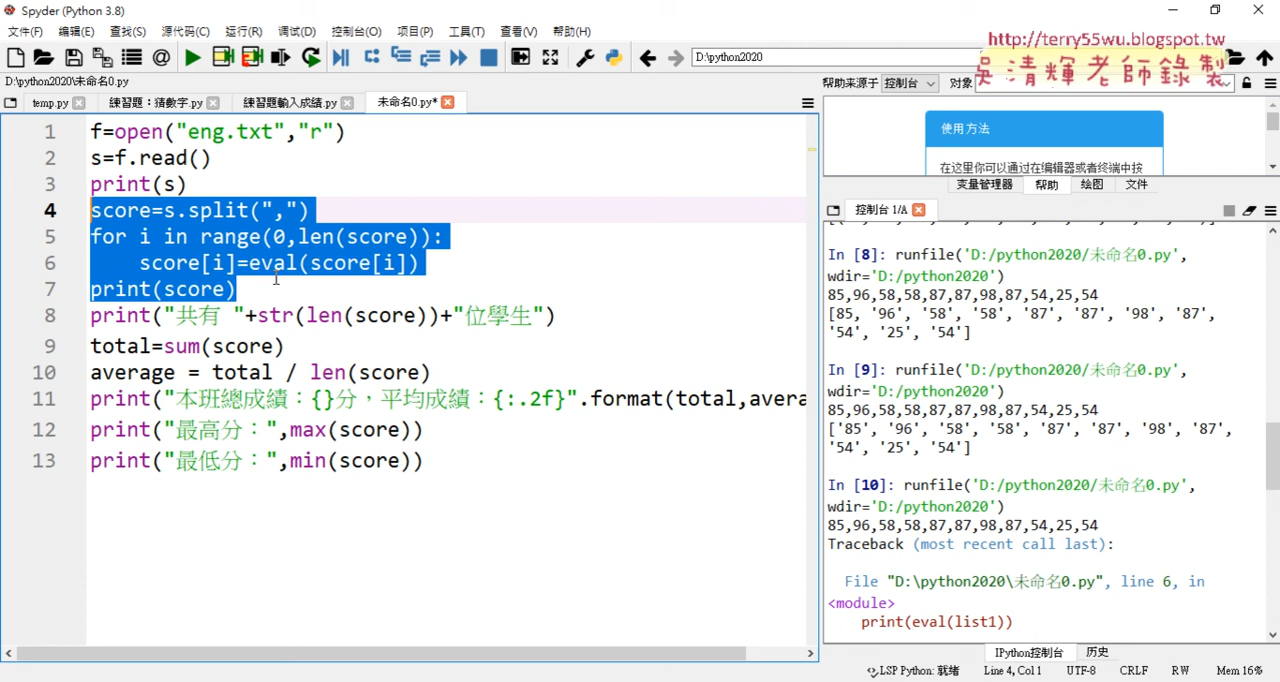 Spyder (Python 3.8)
文件(F) 编辑(E) 查找(S) 源代码(C) 运行(R) 调试(D) 控制台(O) 项目(P) 工具(T) 查看(V) 帮助(H)
D:\python2020
http://terry55wu.blogspot.tw
吳清輝老師錄製
D:\python2020\未命名0.py
帮助来源于 控制台 对象
temp.py 練習題：猜數字.py 練習題輸入成績.py 未命名0.py*
1 f=open("eng.txt","r")
2 s=f.read()
3 print(s)
4 score=s.split(",")
5 for i in range(0,len(score)):
6 score[i]=eval(score[i])
7 print(score)
8 print("共有 "+str(len(score))+"位學生")
9 total=sum(score)
10 average = total / len(score)
11 print("本班總成績：{}分，平均成績：{:.2f}".format(total,avera
12 print("最高分：",max(score))
13 print("最低分：",min(score))
使用方法
在这里你可以通过在编辑器或者终端中按
变量管理器 帮助 绘图 文件
控制台 1/A
In [8]: runfile('D:/python2020/未命名0.py',
wdir='D:/python2020')
85,96,58,58,87,87,98,87,54,25,54
[85, '96', '58', '58', '87', '87', '98', '87',
'54', '25', '54']
In [9]: runfile('D:/python2020/未命名0.py',
wdir='D:/python2020')
85,96,58,58,87,87,98,87,54,25,54
['85', '96', '58', '58', '87', '87', '98', '87',
'54', '25', '54']
In [10]: runfile('D:/python2020/未命名0.py',
wdir='D:/python2020')
85,96,58,58,87,87,98,87,54,25,54
Traceback (most recent call last):
File "D:\python2020\未命名0.py", line 6, in
<module>
print(eval(list1))
IPython控制台 历史
LSP Python: 就绪 Line 4, Col 1 UTF-8 CRLF RW Mem 16%